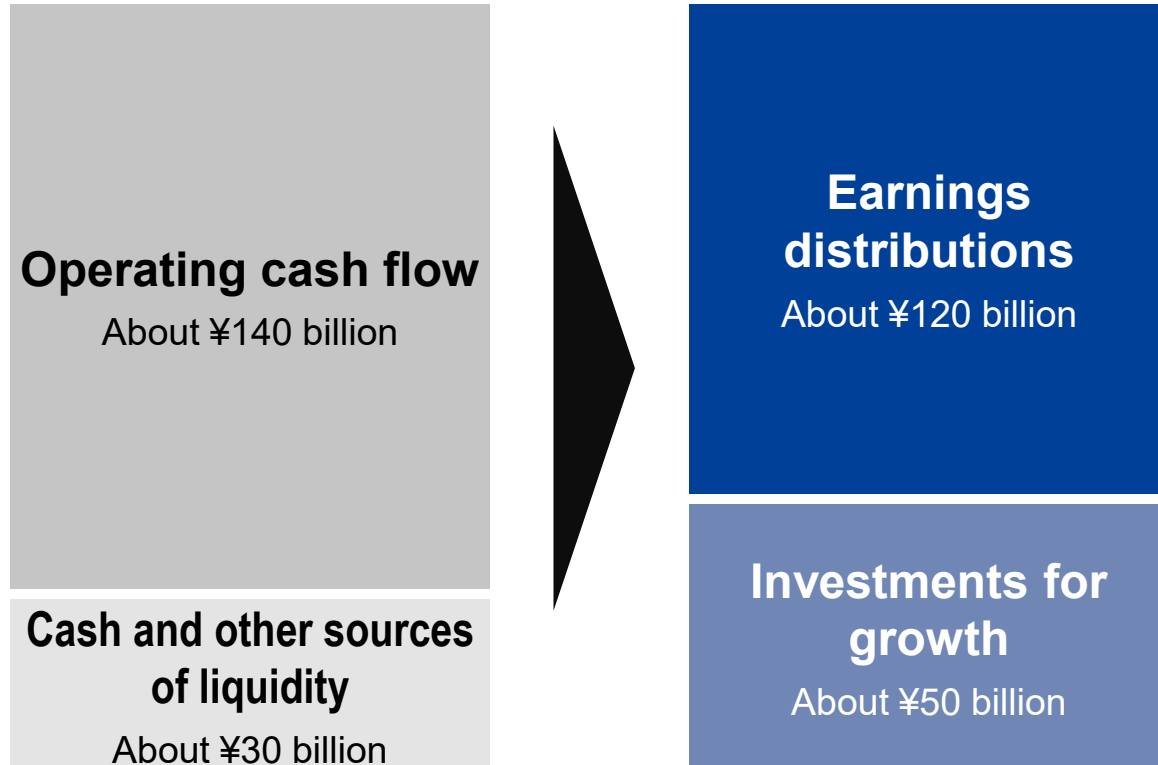 Operating cash flow
About ¥140 billion
Cash and other sources
of liquidity
About ¥30 billion
Earnings
distributions
About ¥120 billion
Investments for
growth
About ¥50 billion